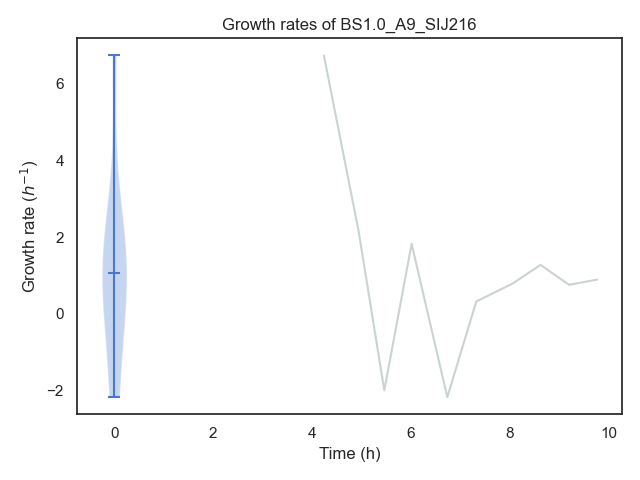 Growth rates of BS1.0_A9_SIJ216
Growth rate (h⁻¹)
6
4
2
0
−2
0 2 4 6 8 10
Time (h)